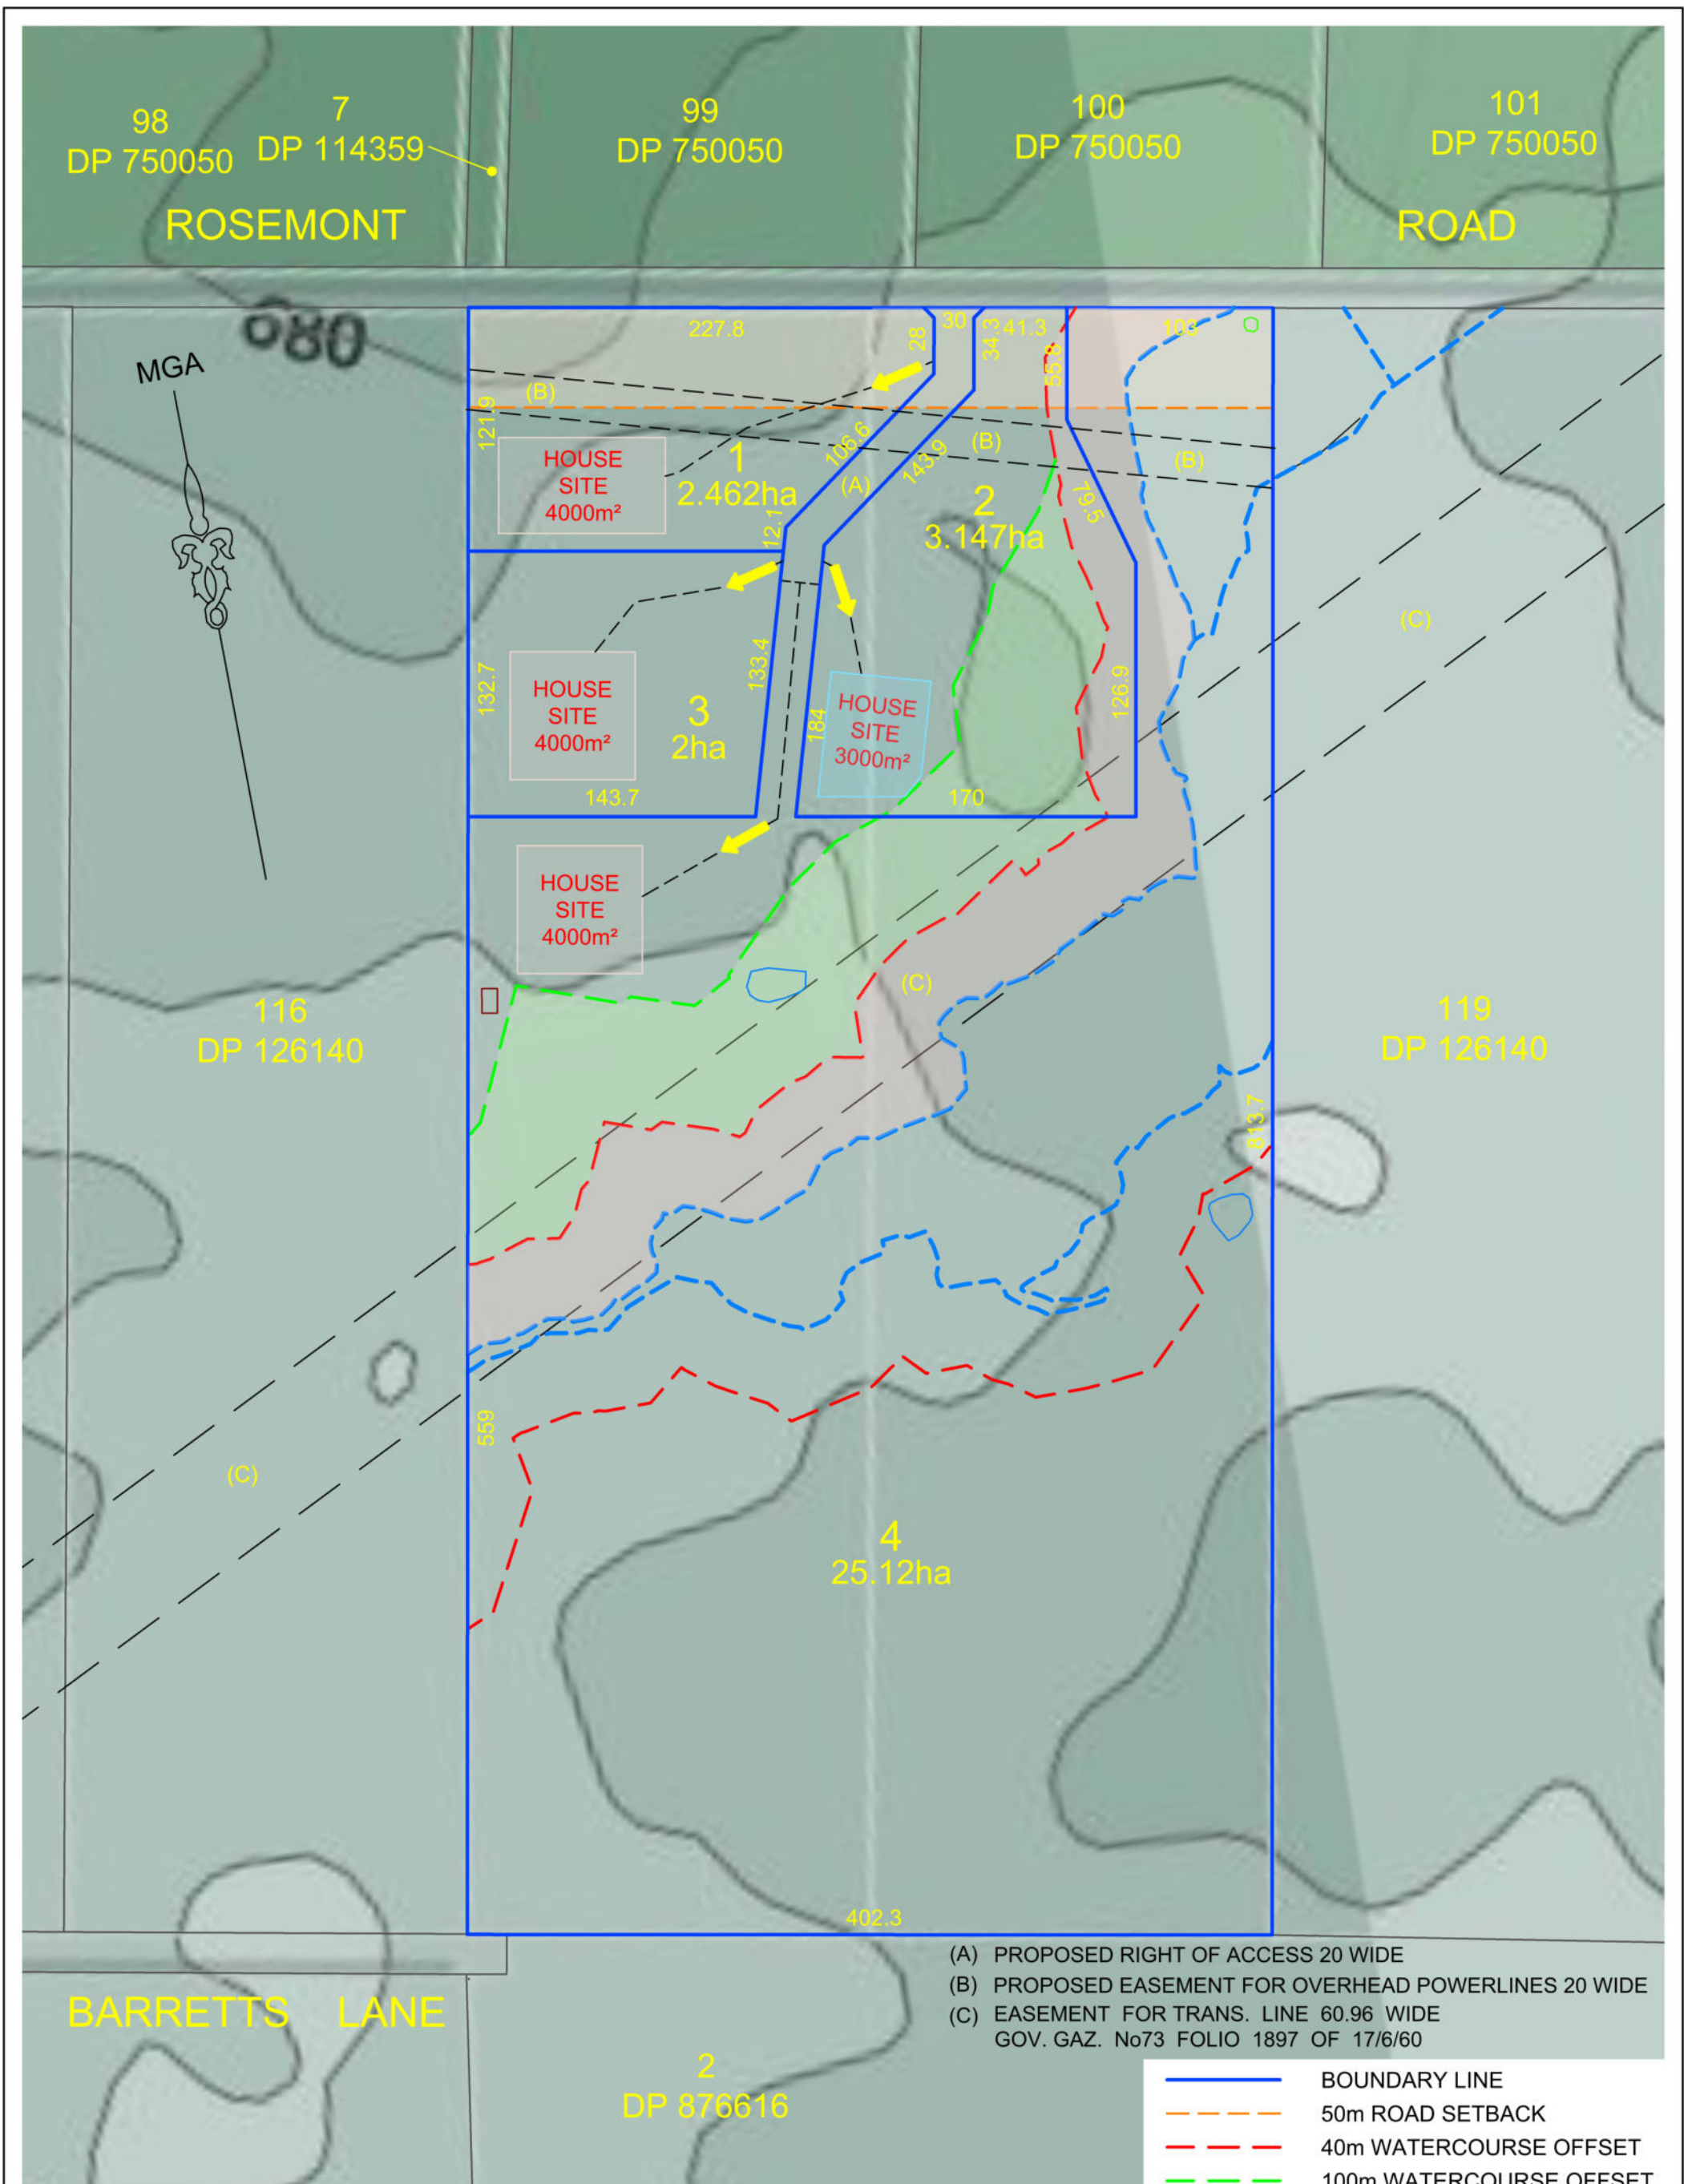 98
DP 750050
7
DP 114359
99
DP 750050
100
DP 750050
101
DP 750050
ROSEMONT
ROAD
680
MGA
227.8
28
30
34.3
41.3
55.8
103
(B)
121.9
HOUSE
SITE
4000m²
1
2.462ha
106.6
(A)
143.9
(B)
(B)
2
3.147ha
79.5
12.1
132.7
HOUSE
SITE
4000m²
3
2ha
133.4
184
HOUSE
SITE
3000m²
126.9
(C)
143.7
170
HOUSE
SITE
4000m²
(C)
116
DP 126140
119
DP 126140
813.7
559
(C)
4
25.12ha
402.3
(A) PROPOSED RIGHT OF ACCESS 20 WIDE
(B) PROPOSED EASEMENT FOR OVERHEAD POWERLINES 20 WIDE
(C) EASEMENT FOR TRANS. LINE 60.96 WIDE
GOV. GAZ. No73 FOLIO 1897 OF 17/6/60
BARRETTS LANE
2
DP 876616
BOUNDARY LINE
50m ROAD SETBACK
40m WATERCOURSE OFFSET
100m WATERCOURSE OFFSET